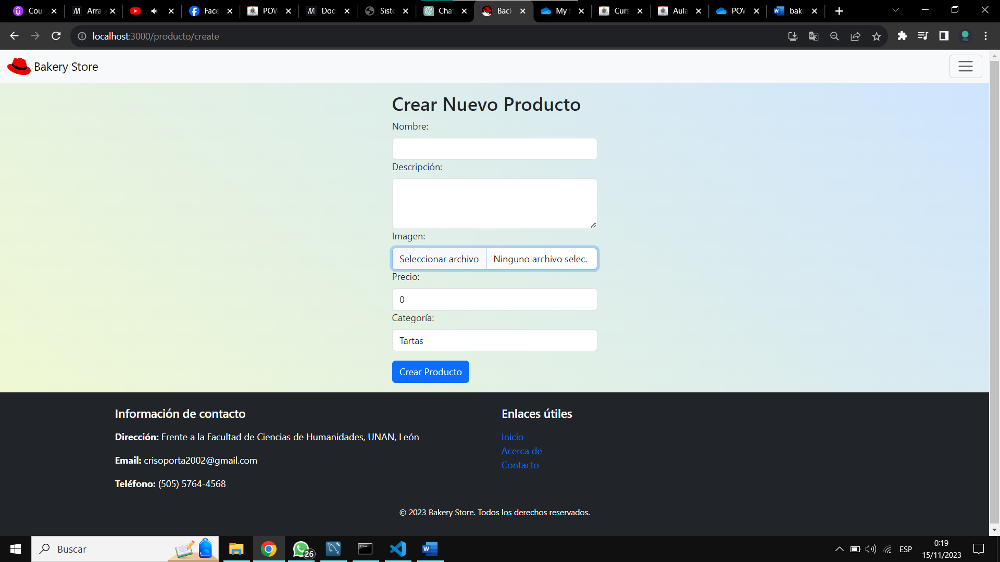 Cou
Arra
Face
POW
Doc
Siste
Chat
Back
My f
Curs
Aula
POW
bake
localhost:3000/producto/create
Bakery Store
Crear Nuevo Producto
Nombre:
Descripción:
Imagen:
Seleccionar archivo Ninguno archivo selec.
Precio:
0
Categoría:
Tartas
Crear Producto
Información de contacto
Dirección: Frente a la Facultad de Ciencias de Humanidades, UNAN, León
Email: crisoporta2002@gmail.com
Teléfono: (505) 5764-4568
Enlaces útiles
Inicio
Acerca de
Contacto
© 2023 Bakery Store. Todos los derechos reservados.
Buscar
26
ESP
0:19
15/11/2023